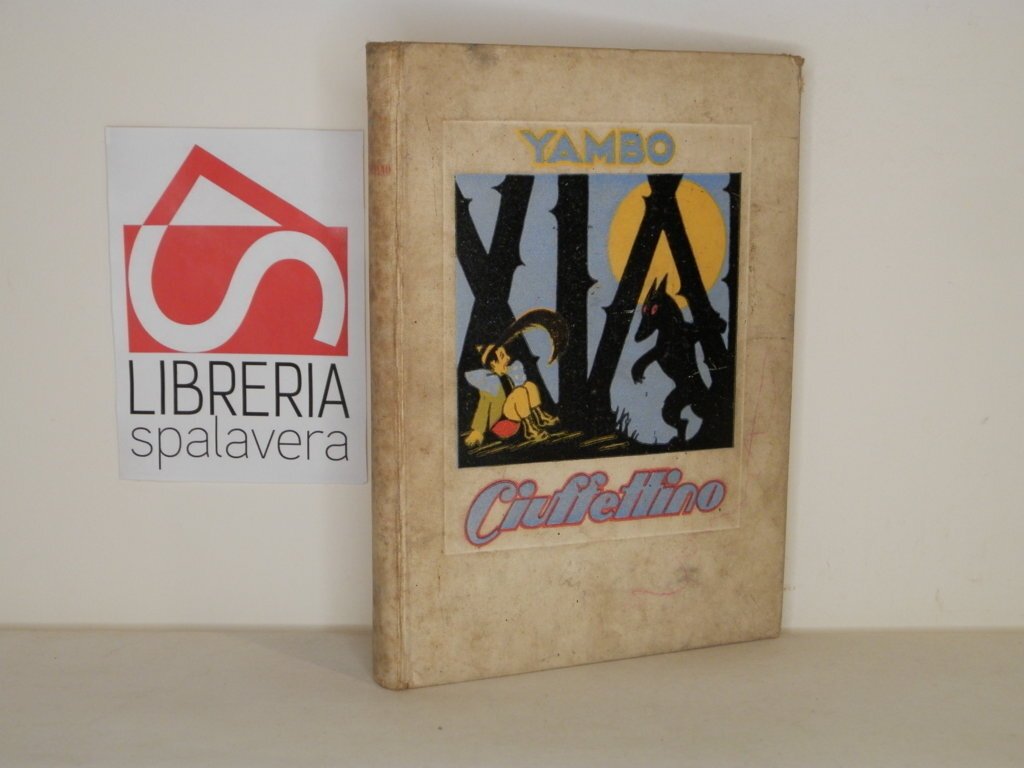 LIBRERIA
spalavera
YAMBO
Ciuffettino